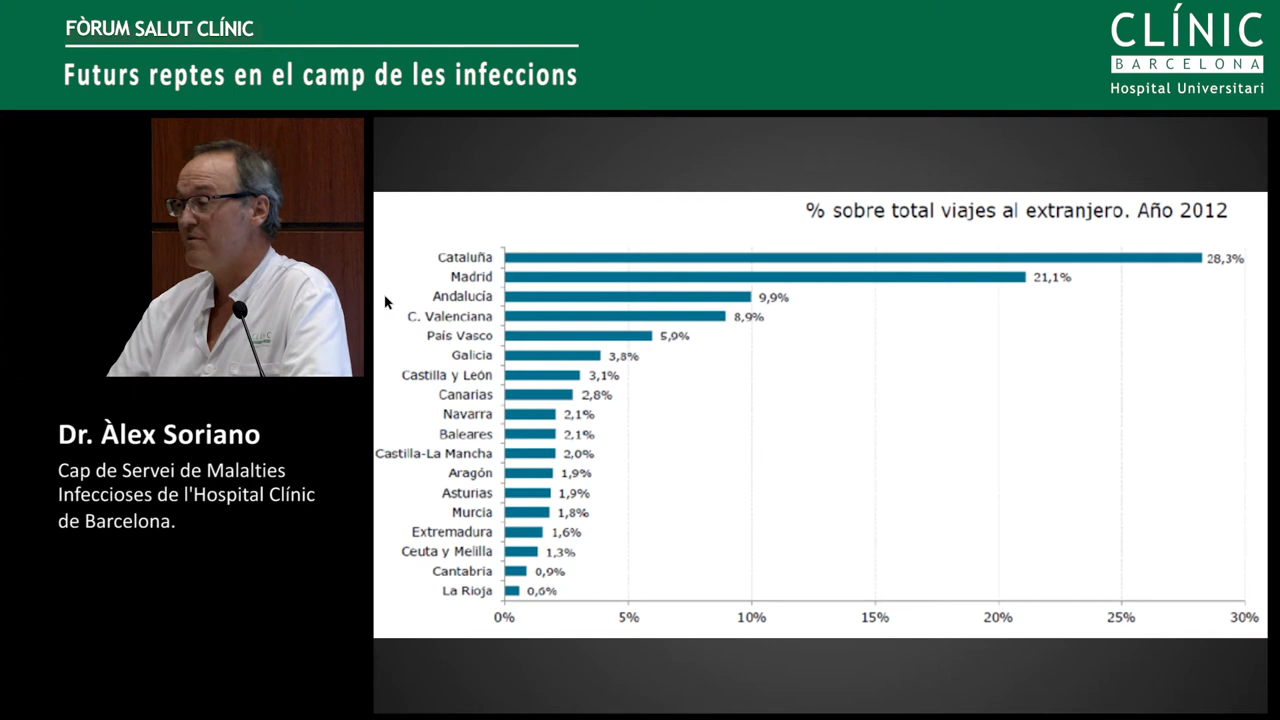 FÒRUM SALUT CLÍNIC
Futurs reptes en el camp de les infeccions
CLÍNIC
BARCELONA
Hospital Universitari
CLÍNIC
Dr. Àlex Soriano
Cap de Servei de Malalties
Infeccioses de l'Hospital Clínic
de Barcelona.
% sobre total viajes al extranjero. Año 2012
Cataluña 28,3%
Madrid 21,1%
Andalucía 9,9%
C. Valenciana 8,9%
País Vasco 5,9%
Galicia 3,8%
Castilla y León 3,1%
Canarias 2,8%
Navarra 2,1%
Baleares 2,1%
Castilla-La Mancha 2,0%
Aragón 1,9%
Asturias 1,9%
Murcia 1,8%
Extremadura 1,6%
Ceuta y Melilla 1,3%
Cantabria 0,9%
La Rioja 0,6%
0% 5% 10% 15% 20% 25% 30%